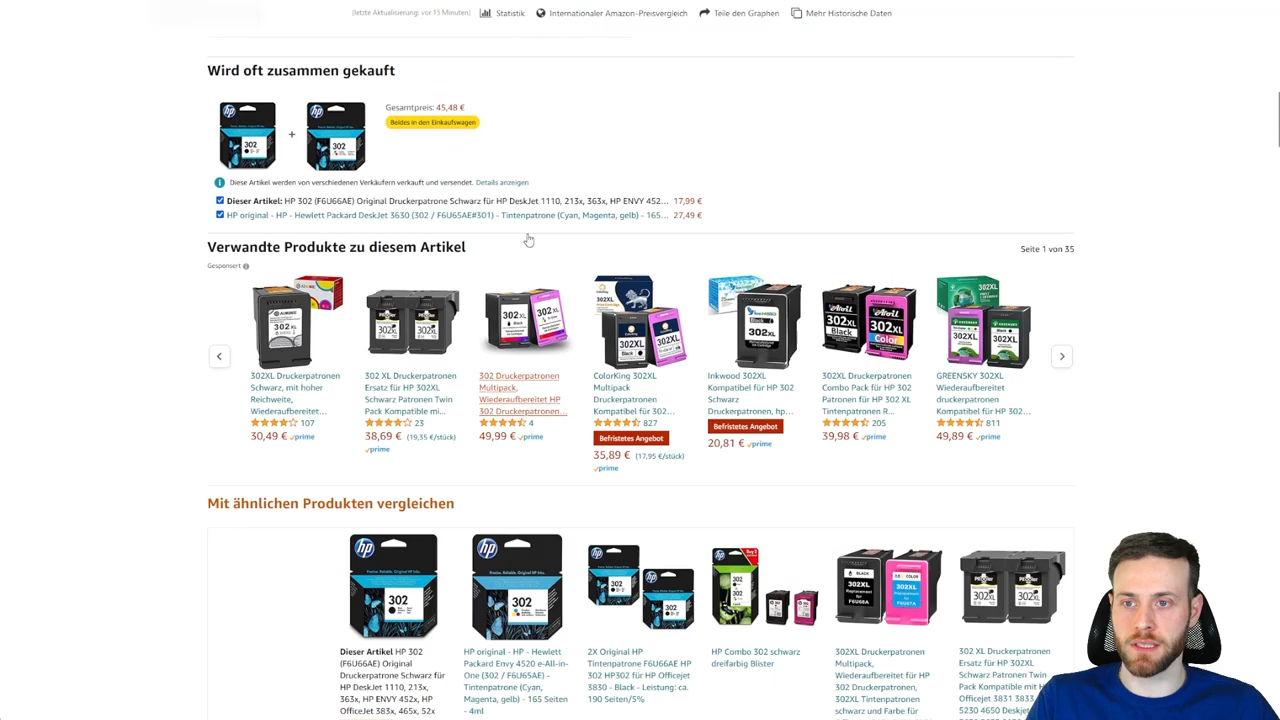 (letzte Aktualisierung: vor 15 Minuten) Statistik Internationaler Amazon-Preisvergleich Teile den Graphen Mehr Historische Daten
Wird oft zusammen gekauft
Gesamtpreis: 45,48 €
Beides in den Einkaufswagen
302
+
302
Diese Artikel werden von verschiedenen Verkäufern verkauft und versendet. Details anzeigen
Dieser Artikel: HP 302 (F6U66AE) Original Druckerpatrone Schwarz für HP DeskJet 1110, 213x, 363x, HP ENVY 452... 17,99 €
HP original - HP - Hewlett Packard DeskJet 3630 (302 / F6U65AE#301) - Tintenpatrone (Cyan, Magenta, gelb) - 165... 27,49 €
Verwandte Produkte zu diesem Artikel
Seite 1 von 35
Gesponsert
302XL Druckerpatronen
Schwarz, mit hoher
Reichweite,
Wiederaufbereitet...
107
30,49 € prime
302 XL Druckerpatronen
Ersatz für HP 302XL
Schwarz Patronen Twin
Pack Kompatible mi...
23
38,69 € (19,35 €/stück)
prime
302 Druckerpatronen
Multipack,
Wiederaufbereitet HP
302 Druckerpatronen...
4
49,99 € prime
ColorKing 302XL
Multipack
Druckerpatronen
Kompatibel für 302...
827
Befristetes Angebot
35,89 € (17,95 €/stück)
prime
Inkwood 302XL
Kompatibel für HP 302
Schwarz
Druckerpatronen, hp...
Befristetes Angebot
20,81 € prime
302XL Druckerpatronen
Combo Pack für HP 302
Patronen für HP 302 XL
Tintenpatronen R...
205
39,98 € prime
GREENSKY 302XL
Wiederaufbereitet
druckerpatronen
Kompatibel für HP 302...
811
49,89 € prime
Mit ähnlichen Produkten vergleichen
Dieser Artikel HP 302
(F6U66AE) Original
Druckerpatrone Schwarz für
HP DeskJet 1110, 213x,
363x, HP ENVY 452x, HP
OfficeJet 383x, 465x, 52x
HP original - HP - Hewlett
Packard Envy 4520 e-All-in-
One (302 / F6U65AE) -
Tintenpatrone (Cyan,
Magenta, gelb) - 165 Seiten
- 4ml
2X Original HP
Tintenpatrone F6U66AE HP
302 HP302 für HP Officejet
3830 - Black - Leistung: ca.
190 Seiten/5%
HP Combo 302 schwarz
dreifarbig Blister
302XL Druckerpatronen
Multipack,
Wiederaufbereitet für HP
302 Druckerpatronen,
302XL Tintenpatronen
schwarz und Farbe für
302 XL Druckerpatronen
Ersatz für HP 302XL
Schwarz Patronen Twin
Pack Kompatible mit H
Officejet 3831 3833
5230 4650 Deskjet